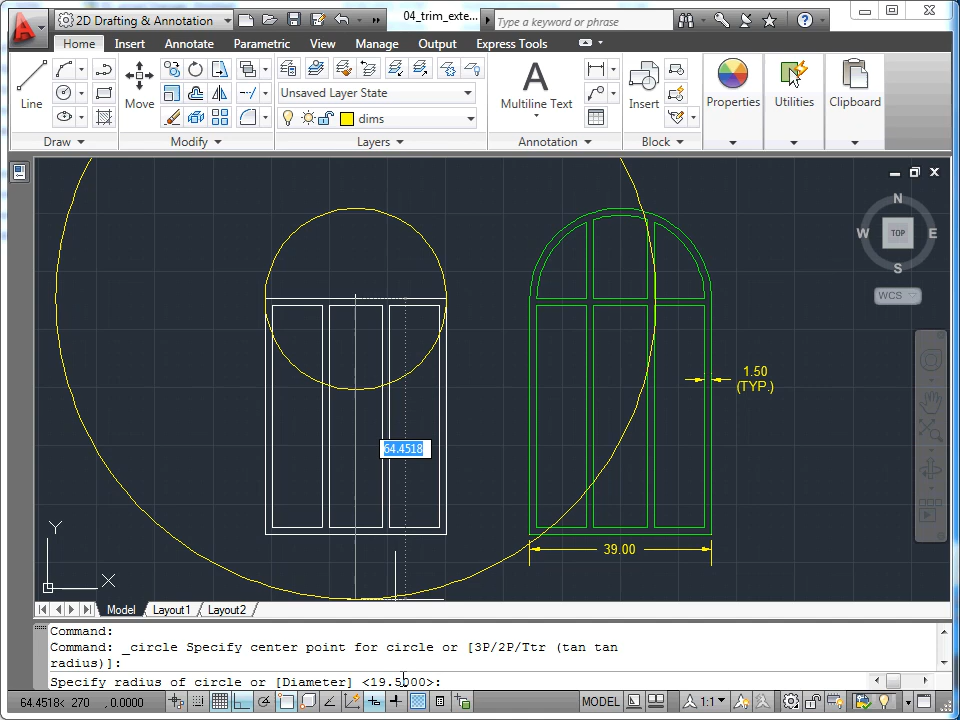 2D Drafting & Annotation
04_trim_exte...
Type a keyword or phrase
Home Insert Annotate Parametric View Manage Output Express Tools
Line
Move
Unsaved Layer State
dims
Multiline Text
Insert
Properties
Utilities
Clipboard
Draw
Modify
Layers
Annotation
Block
N
W
TOP
E
S
WCS
1.50
(TYP.)
64.4518
39.00
Y
X
Model Layout1 Layout2
Command:
Command: _circle Specify center point for circle or [3P/2P/Ttr (tan tan
radius)]:
Specify radius of circle or [Diameter] <19.5000>:
64.4518< 270 , 0.0000
MODEL
1:1